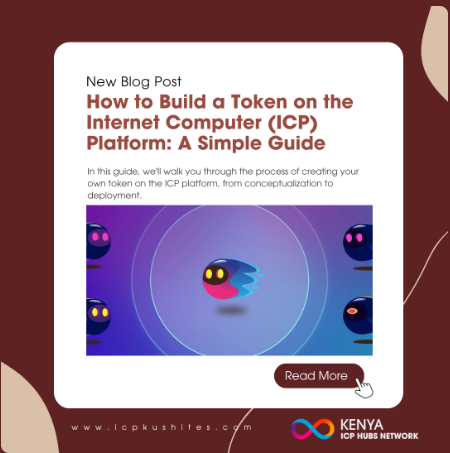 New Blog Post
How to Build a Token on the
Internet Computer (ICP)
Platform: A Simple Guide
In this guide, we'll walk you through the process of creating your
own token on the ICP platform, from conceptualization to
deployment.
Read More
www.icpkushites.com
KENYA
ICP HUBS NETWORK